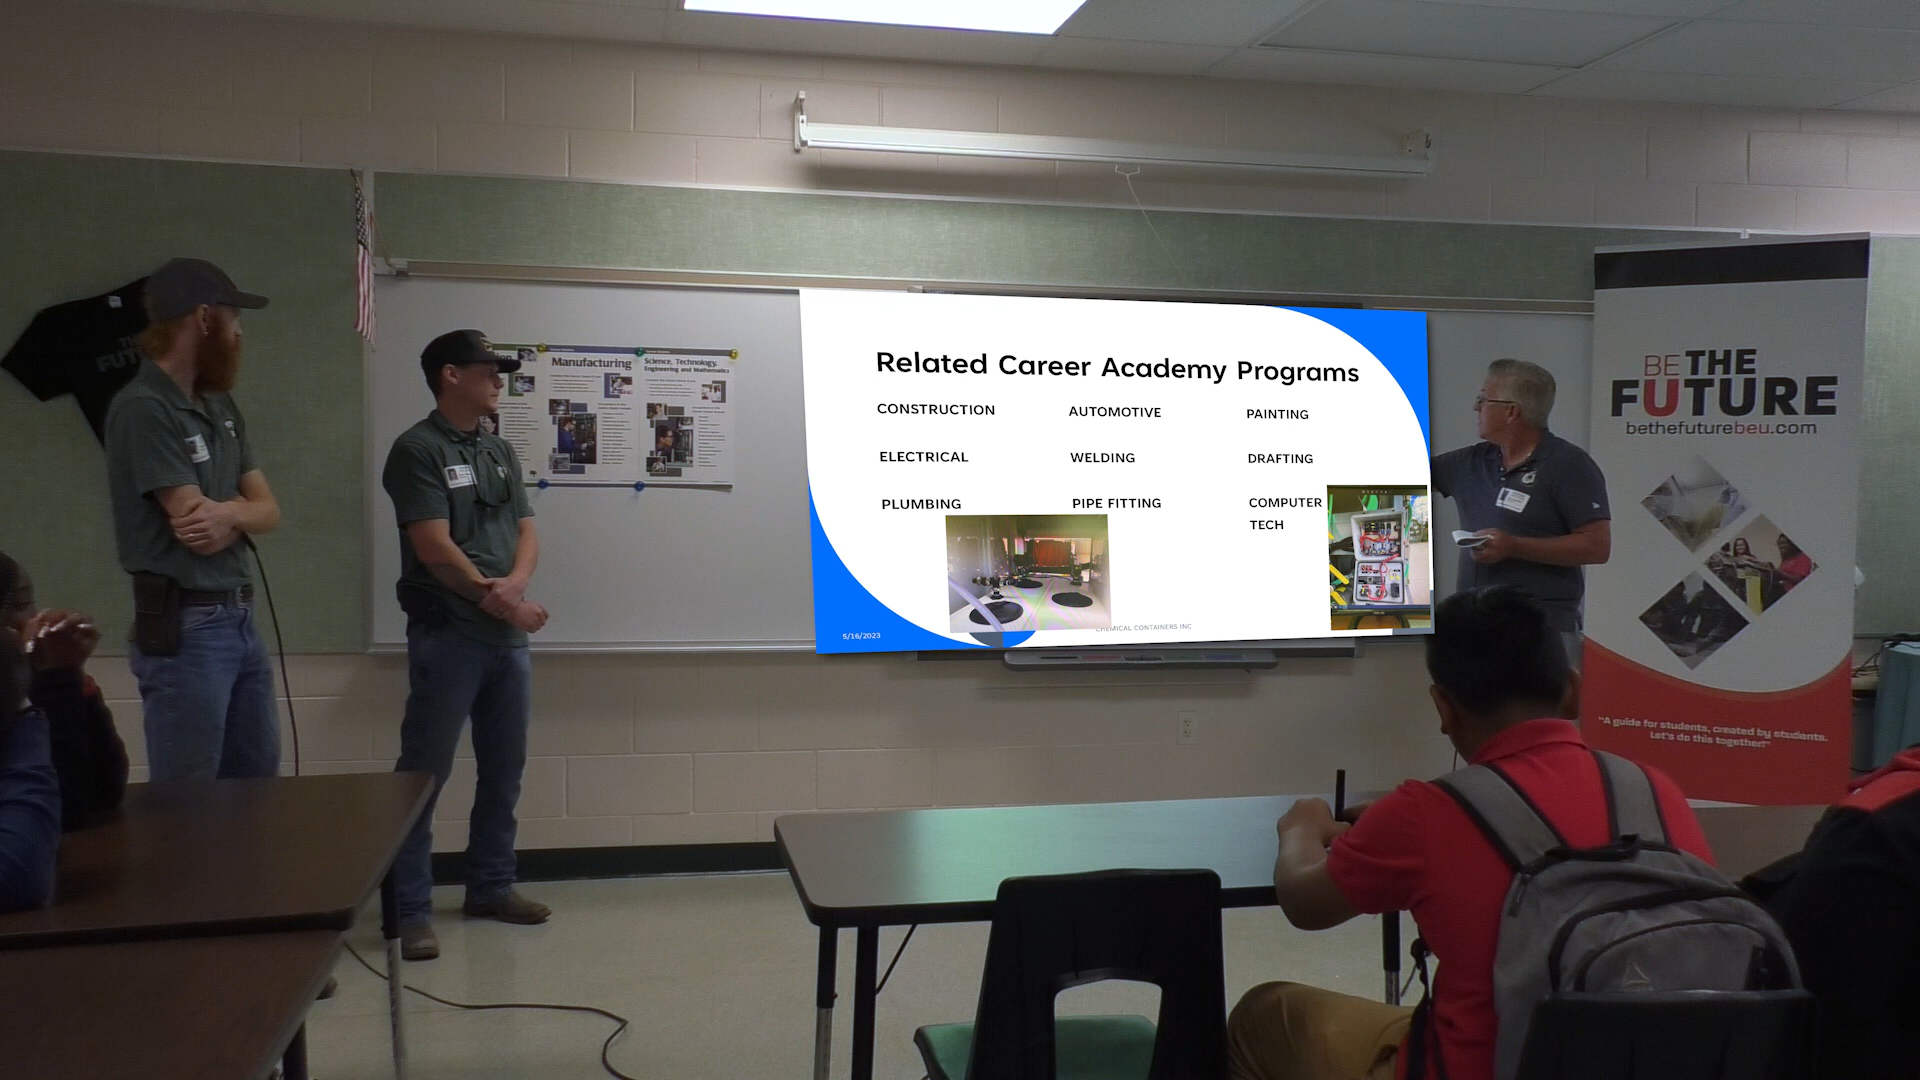 THE
FUT
Manufacturing
Science, Technology,
Engineering and Mathematics
Related Career Academy Programs
CONSTRUCTION
AUTOMOTIVE
PAINTING
ELECTRICAL
WELDING
DRAFTING
PLUMBING
PIPE FITTING
COMPUTER
TECH
5/16/2023
CHEMICAL CONTAINERS INC
BE THE
FUTURE
bethefuturebeu.com
"A guide for students, created by students.
Let's do this together!"